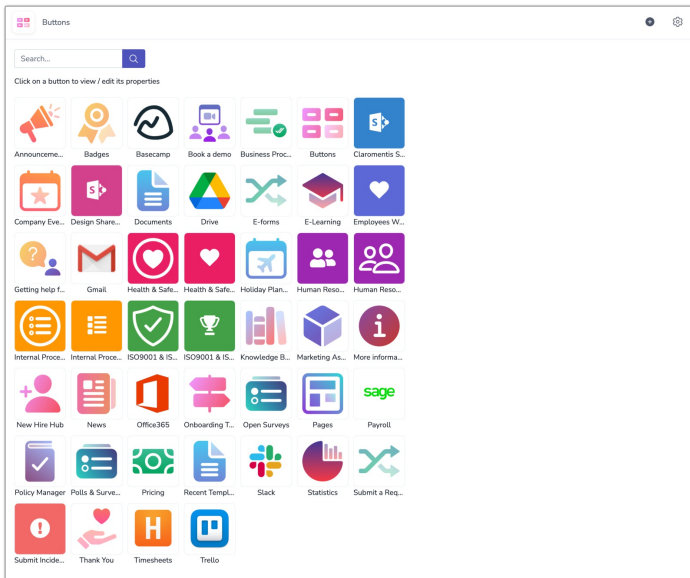 Buttons
Search...
Click on a button to view / edit its properties
S
Announceme... Badges Basecamp Book a demo Business Proc... Buttons Claromentis S...
S
Company Eve... Design Share... Documents Drive E-forms E-Learning Employees W...
?
Getting help f... Gmail Health & Safe... Health & Safe... Holiday Plan... Human Reso... Human Reso...
i
Internal Proce... Internal Proce... ISO9001 & IS... ISO9001 & IS... Knowledge B... Marketing As... More informa...
sage
New Hire Hub News Office365 Onboarding T... Open Surveys Pages Payroll
Policy Manager Polls & Surve... Pricing Recent Templ... Slack Statistics Submit a Req...
! H
Submit Incide... Thank You Timesheets Trello